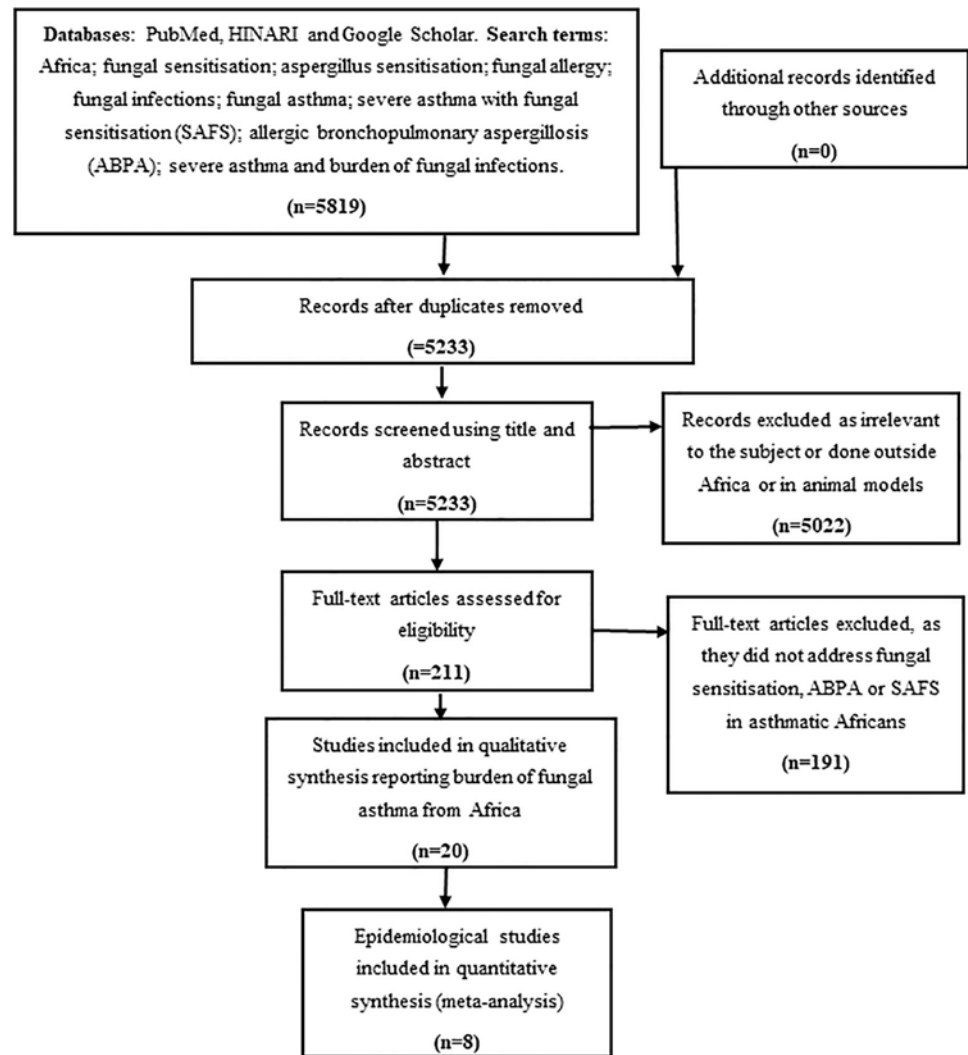 Databases: PubMed, HINARI and Google Scholar. Search terms:
Africa; fungal sensitisation; aspergillus sensitisation; fungal allergy;
fungal infections; fungal asthma; severe asthma with fungal
sensitisation (SAFS); allergic bronchopulmonary aspergillosis
(ABPA); severe asthma and burden of fungal infections.
(n=5819)
Additional records identified
through other sources
(n=0)
Records after duplicates removed
(=5233)
Records screened using title and
abstract
(n=5233)
Records excluded as irrelevant
to the subject or done outside
Africa or in animal models
(n=5022)
Full-text articles assessed for
eligibility
(n=211)
Full-text articles excluded, as
they did not address fungal
sensitisation, ABPA or SAFS
in asthmatic Africans
(n=191)
Studies included in qualitative
synthesis reporting burden of fungal
asthma from Africa
(n=20)
Epidemiological studies
included in quantitative
synthesis (meta-analysis)
(n=8)